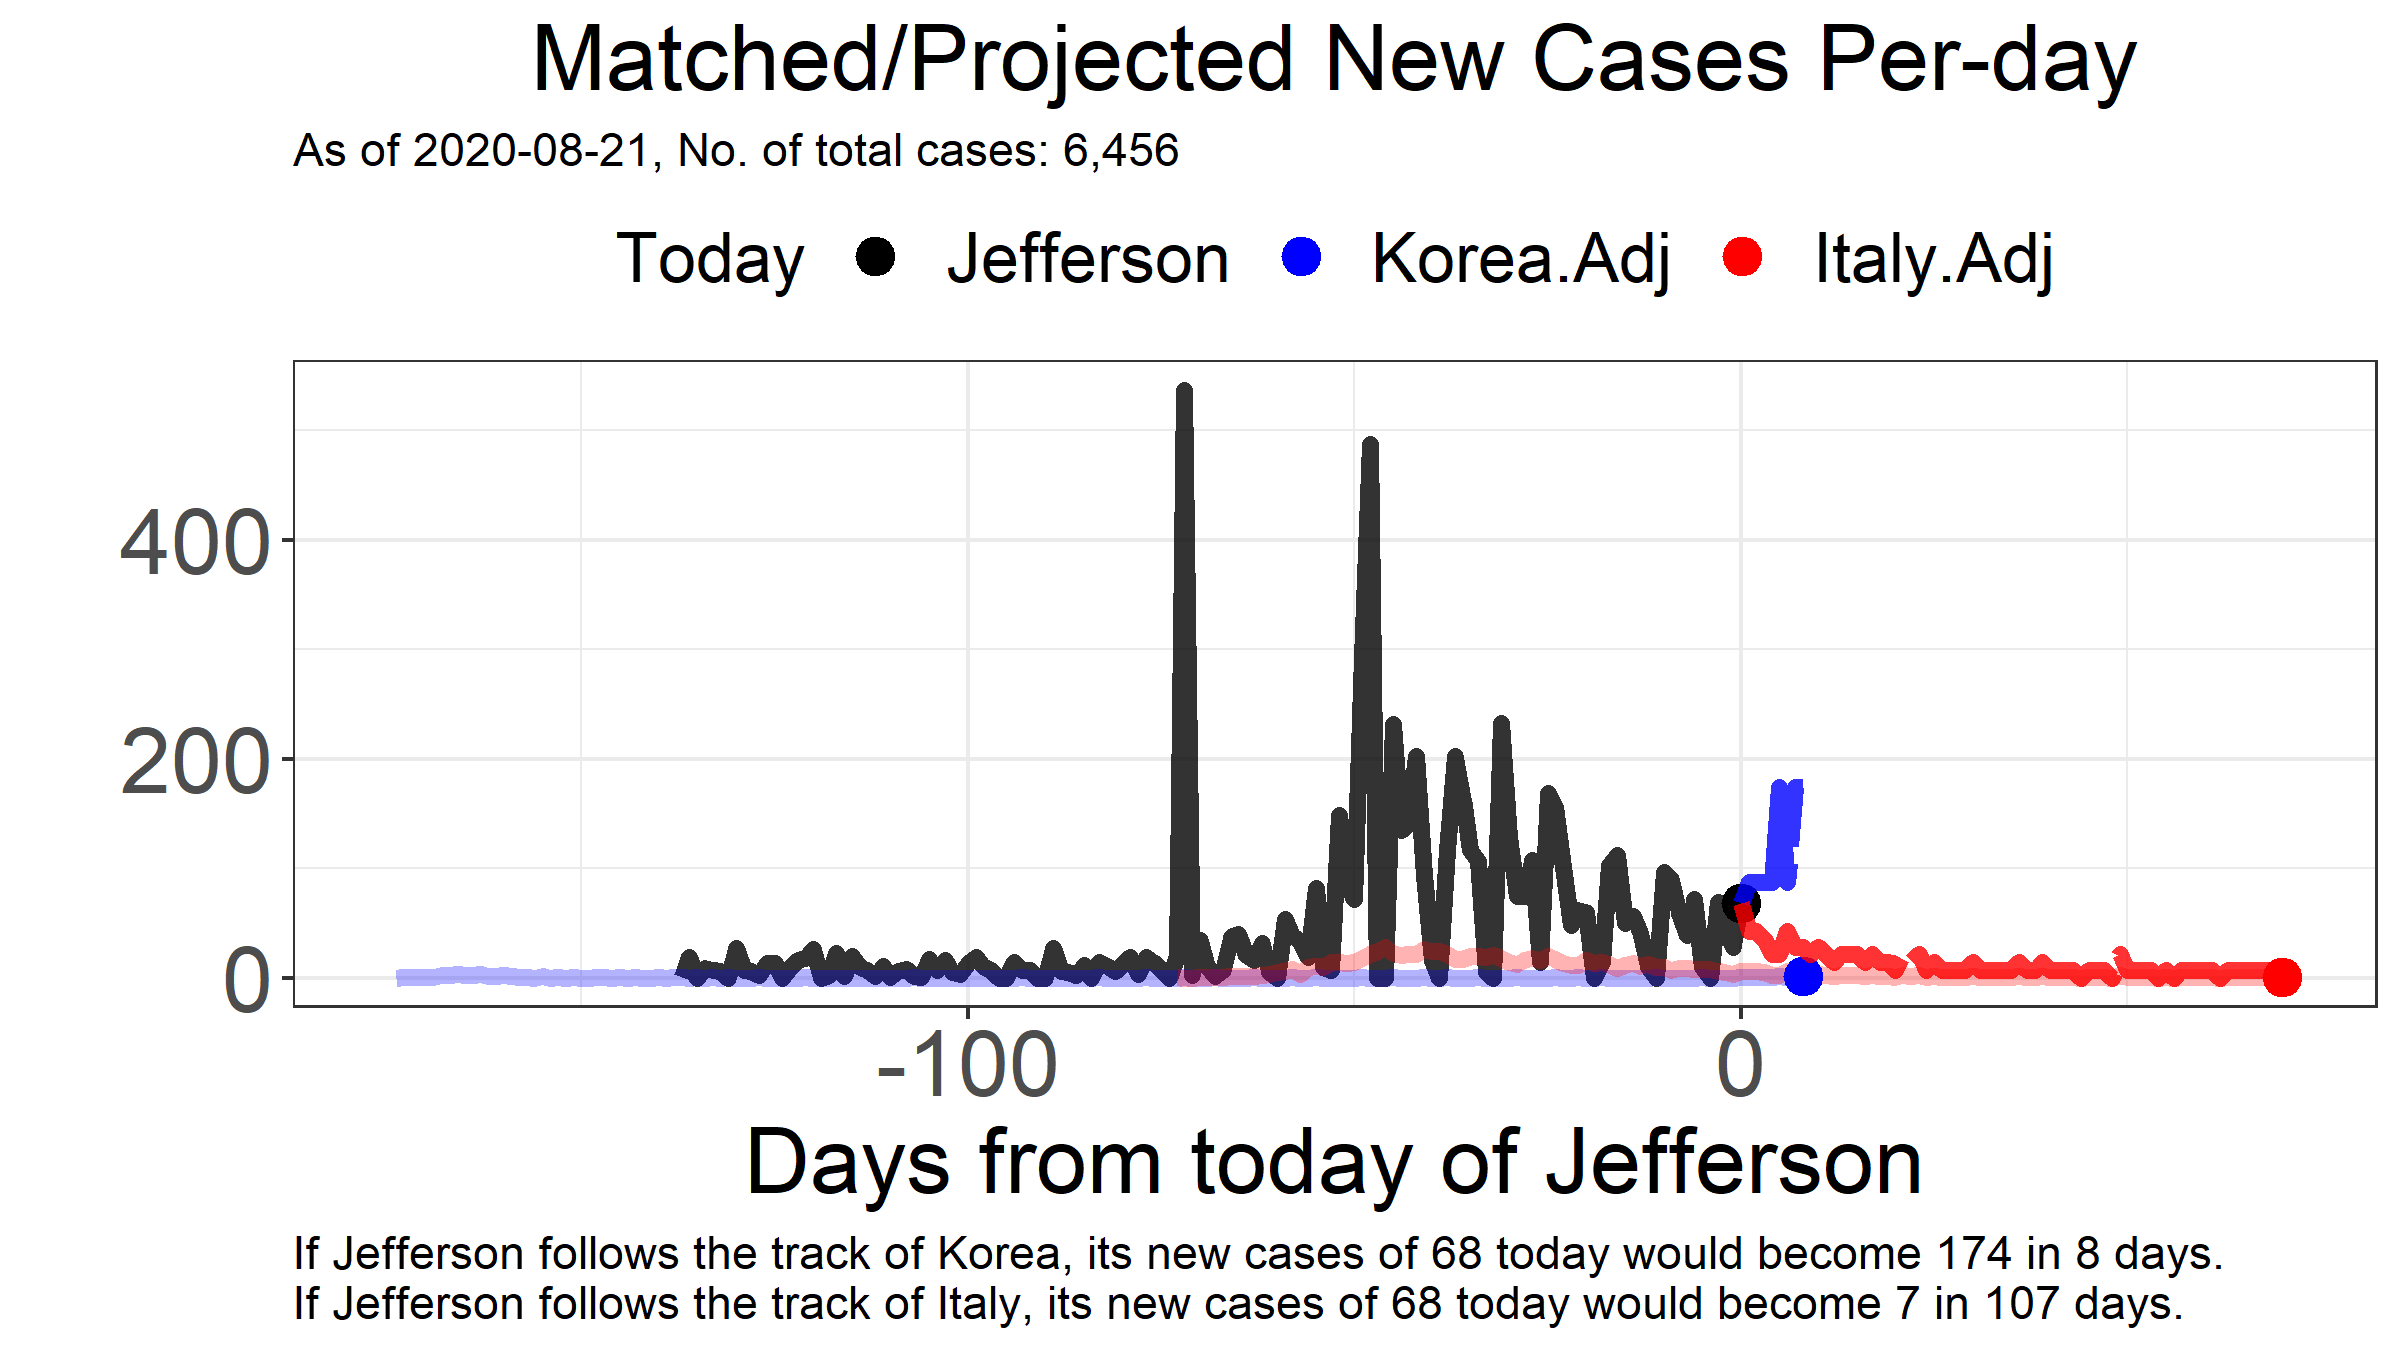 Matched/Projected New Cases Per-day
As of 2020-08-21, No. of total cases: 6,456
Today Jefferson Korea.Adj Italy.Adj
400
200
0
-100 0
Days from today of Jefferson
If Jefferson follows the track of Korea, its new cases of 68 today would become 174 in 8 days.
If Jefferson follows the track of Italy, its new cases of 68 today would become 7 in 107 days.